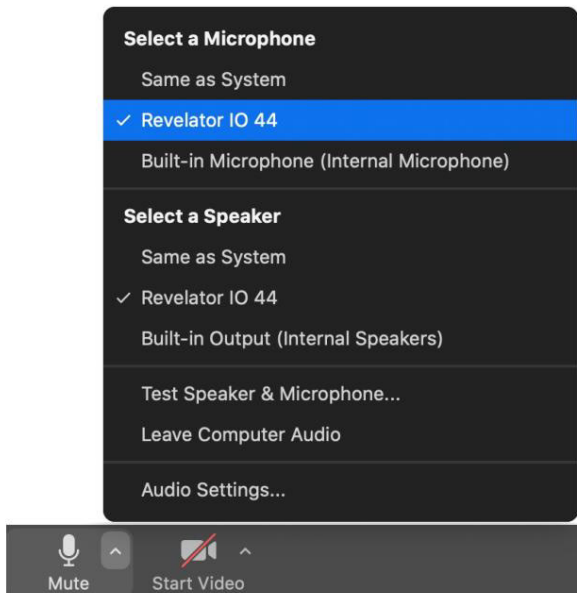 Select a Microphone
Same as System
✓ Revelator IO 44
Built-in Microphone (Internal Microphone)
Select a Speaker
Same as System
✓ Revelator IO 44
Built-in Output (Internal Speakers)
Test Speaker & Microphone...
Leave Computer Audio
Audio Settings...
Mute
Start Video